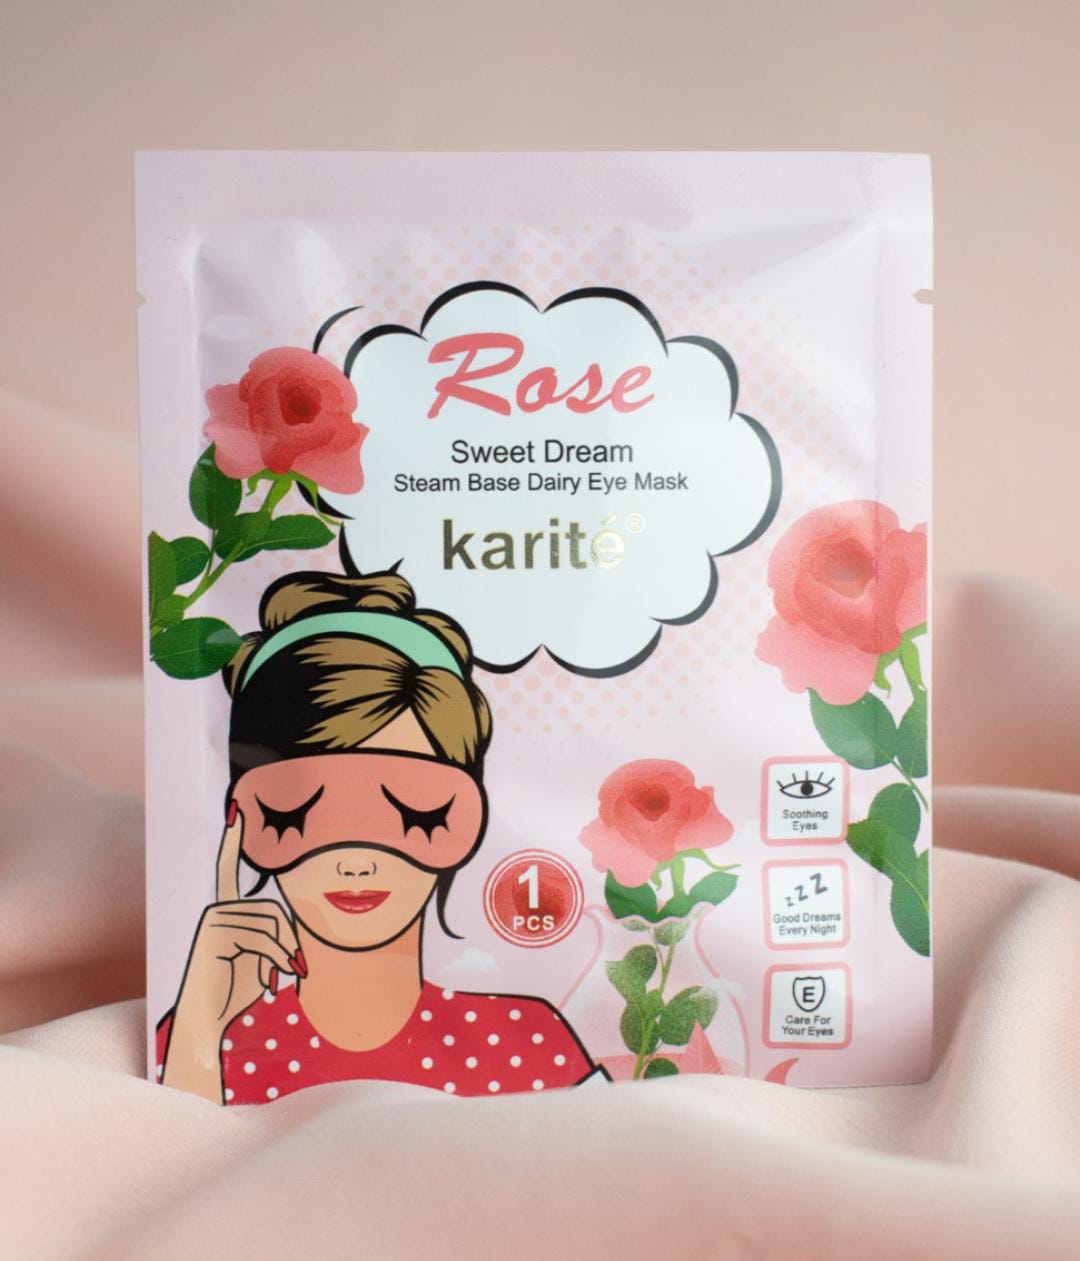 Rose
Sweet Dream
Steam Base Dairy Eye Mask
karité®
1
PCS
Soothing
Eyes
zzZ
Good Dreams
Every Night
E
Care For
Your Eyes